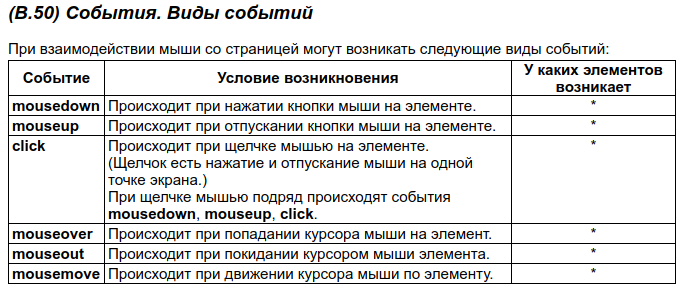 (В.50) События. Виды событий
При взаимодействии мыши со страницей могут возникать следующие виды событий:
Событие Условие возникновения У каких элементов возникает
mousedown Происходит при нажатии кнопки мыши на элементе. *
mouseup Происходит при отпускании кнопки мыши на элементе. *
click Происходит при щелчке мышью на элементе. *
(Щелчок есть нажатие и отпускание мыши на одной
точке экрана.)
При щелчке мышью подряд происходят события
mousedown, mouseup, click.
mouseover Происходит при попадании курсора мыши на элемент. *
mouseout Происходит при покидании курсором мыши элемента. *
mousemove Происходит при движении курсора мыши по элементу. *